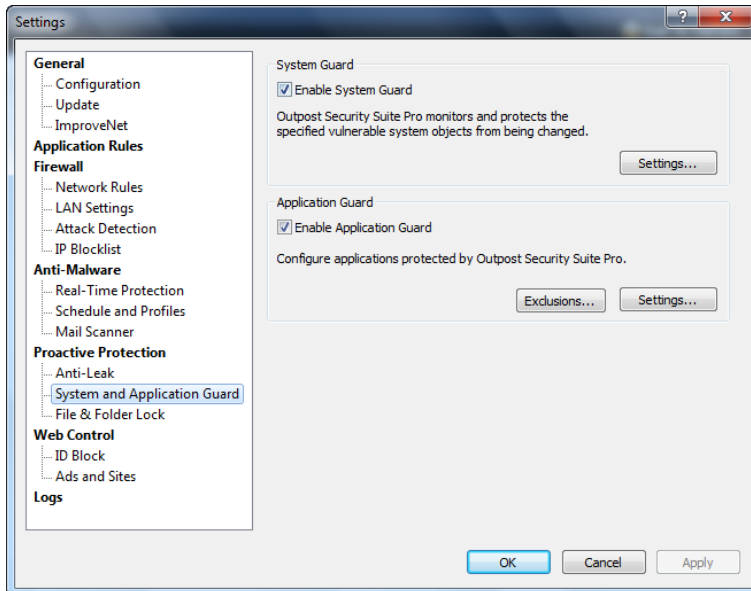 Settings
General
Configuration
Update
ImproveNet
Application Rules
Firewall
Network Rules
LAN Settings
Attack Detection
IP Blocklist
Anti-Malware
Real-Time Protection
Schedule and Profiles
Mail Scanner
Proactive Protection
Anti-Leak
System and Application Guard
File & Folder Lock
Web Control
ID Block
Ads and Sites
Logs
System Guard
Enable System Guard
Outpost Security Suite Pro monitors and protects the
specified vulnerable system objects from being changed.
Settings...
Application Guard
Enable Application Guard
Configure applications protected by Outpost Security Suite Pro.
Exclusions... Settings...
OK Cancel Apply